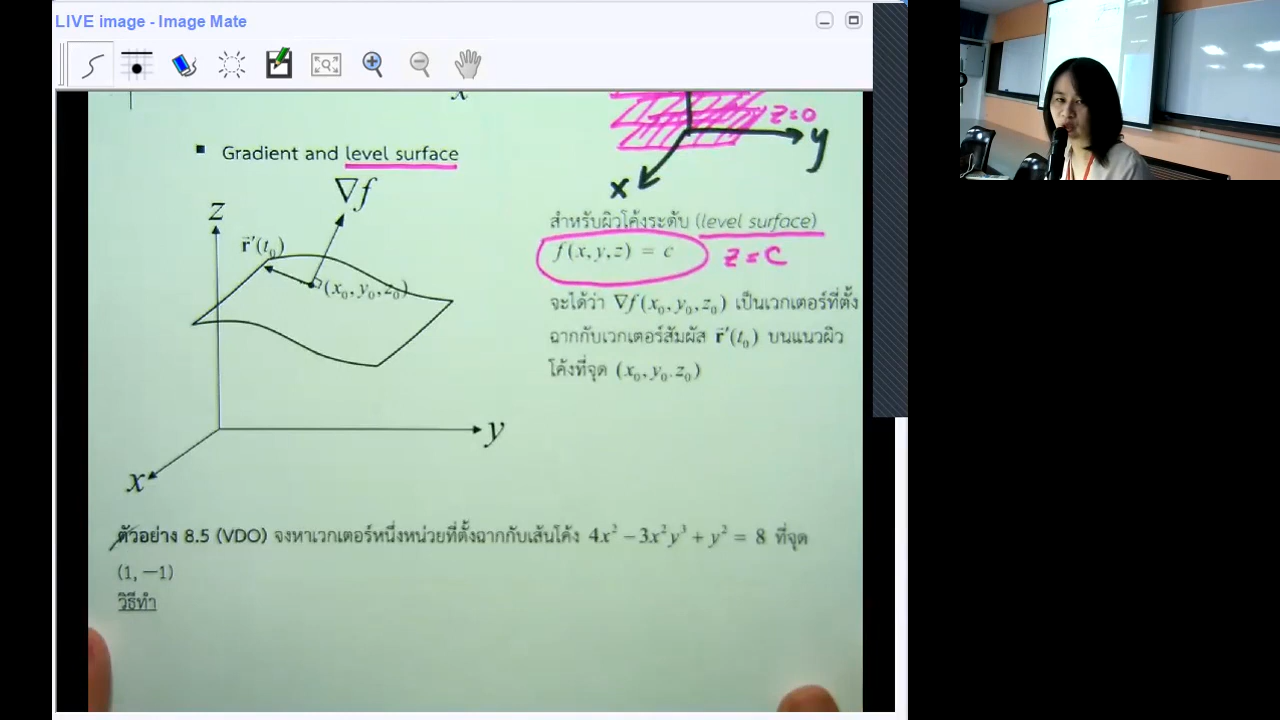 LIVE image - Image Mate
x
z=0
y
x
▪ Gradient and level surface
∇f
z
r⃗′(t₀)
(x₀, y₀, z₀)
y
x
สำหรับผิวโค้งระดับ (level surface)
f(x, y, z) = c z = c
จะได้ว่า ∇f(x₀, y₀, z₀) เป็นเวกเตอร์ที่ตั้ง
ฉากกับเวกเตอร์สัมผัส r⃗′(t₀) บนแนวผิว
โค้งที่จุด (x₀, y₀.z₀)
ตัวอย่าง 8.5 (VDO) จงหาเวกเตอร์หนึ่งหน่วยที่ตั้งฉากกับเส้นโค้ง 4x² − 3x²y³ + y² = 8 ที่จุด
(1, −1)
วิธีทำ